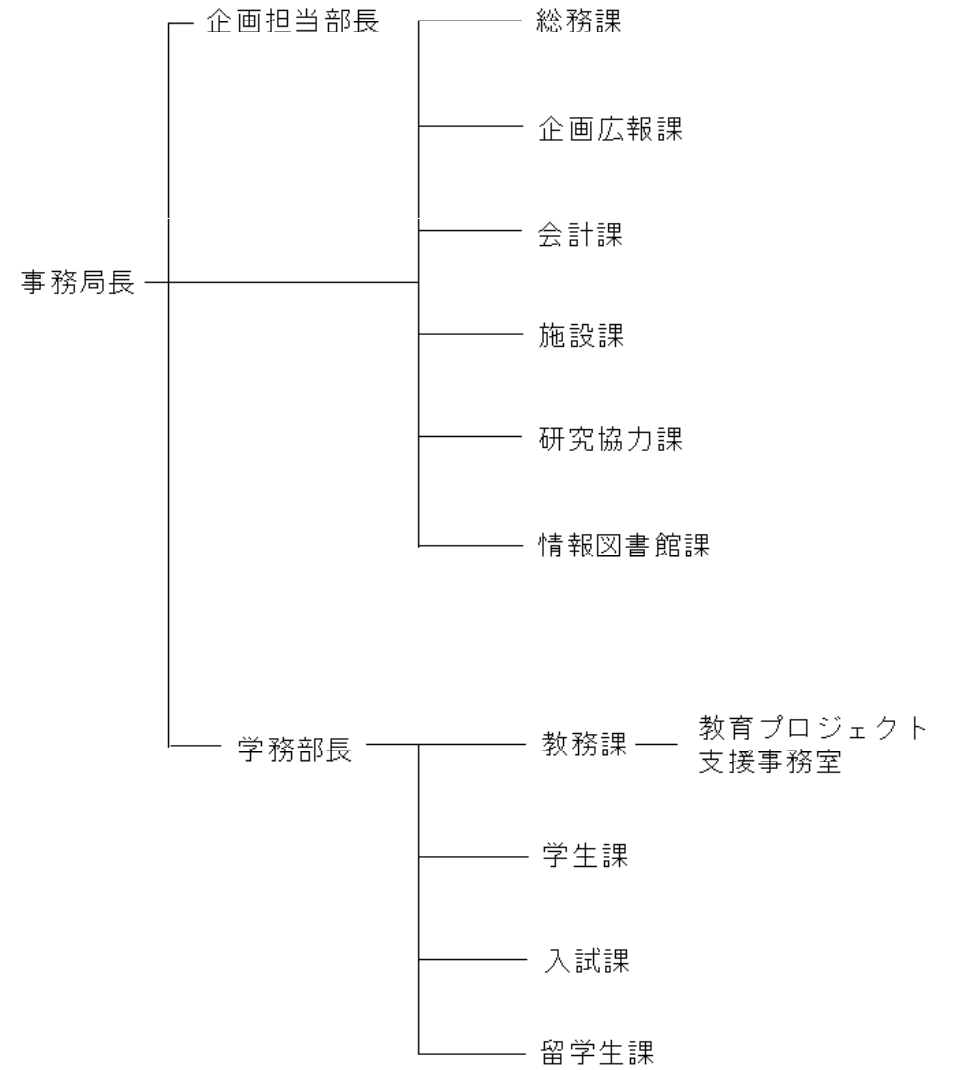 企画担当部長
総務課
企画広報課
会計課
事務局長
施設課
研究協力課
情報図書館課
学務部長
教務課
教育プロジェクト
支援事務室
学生課
入試課
留学生課